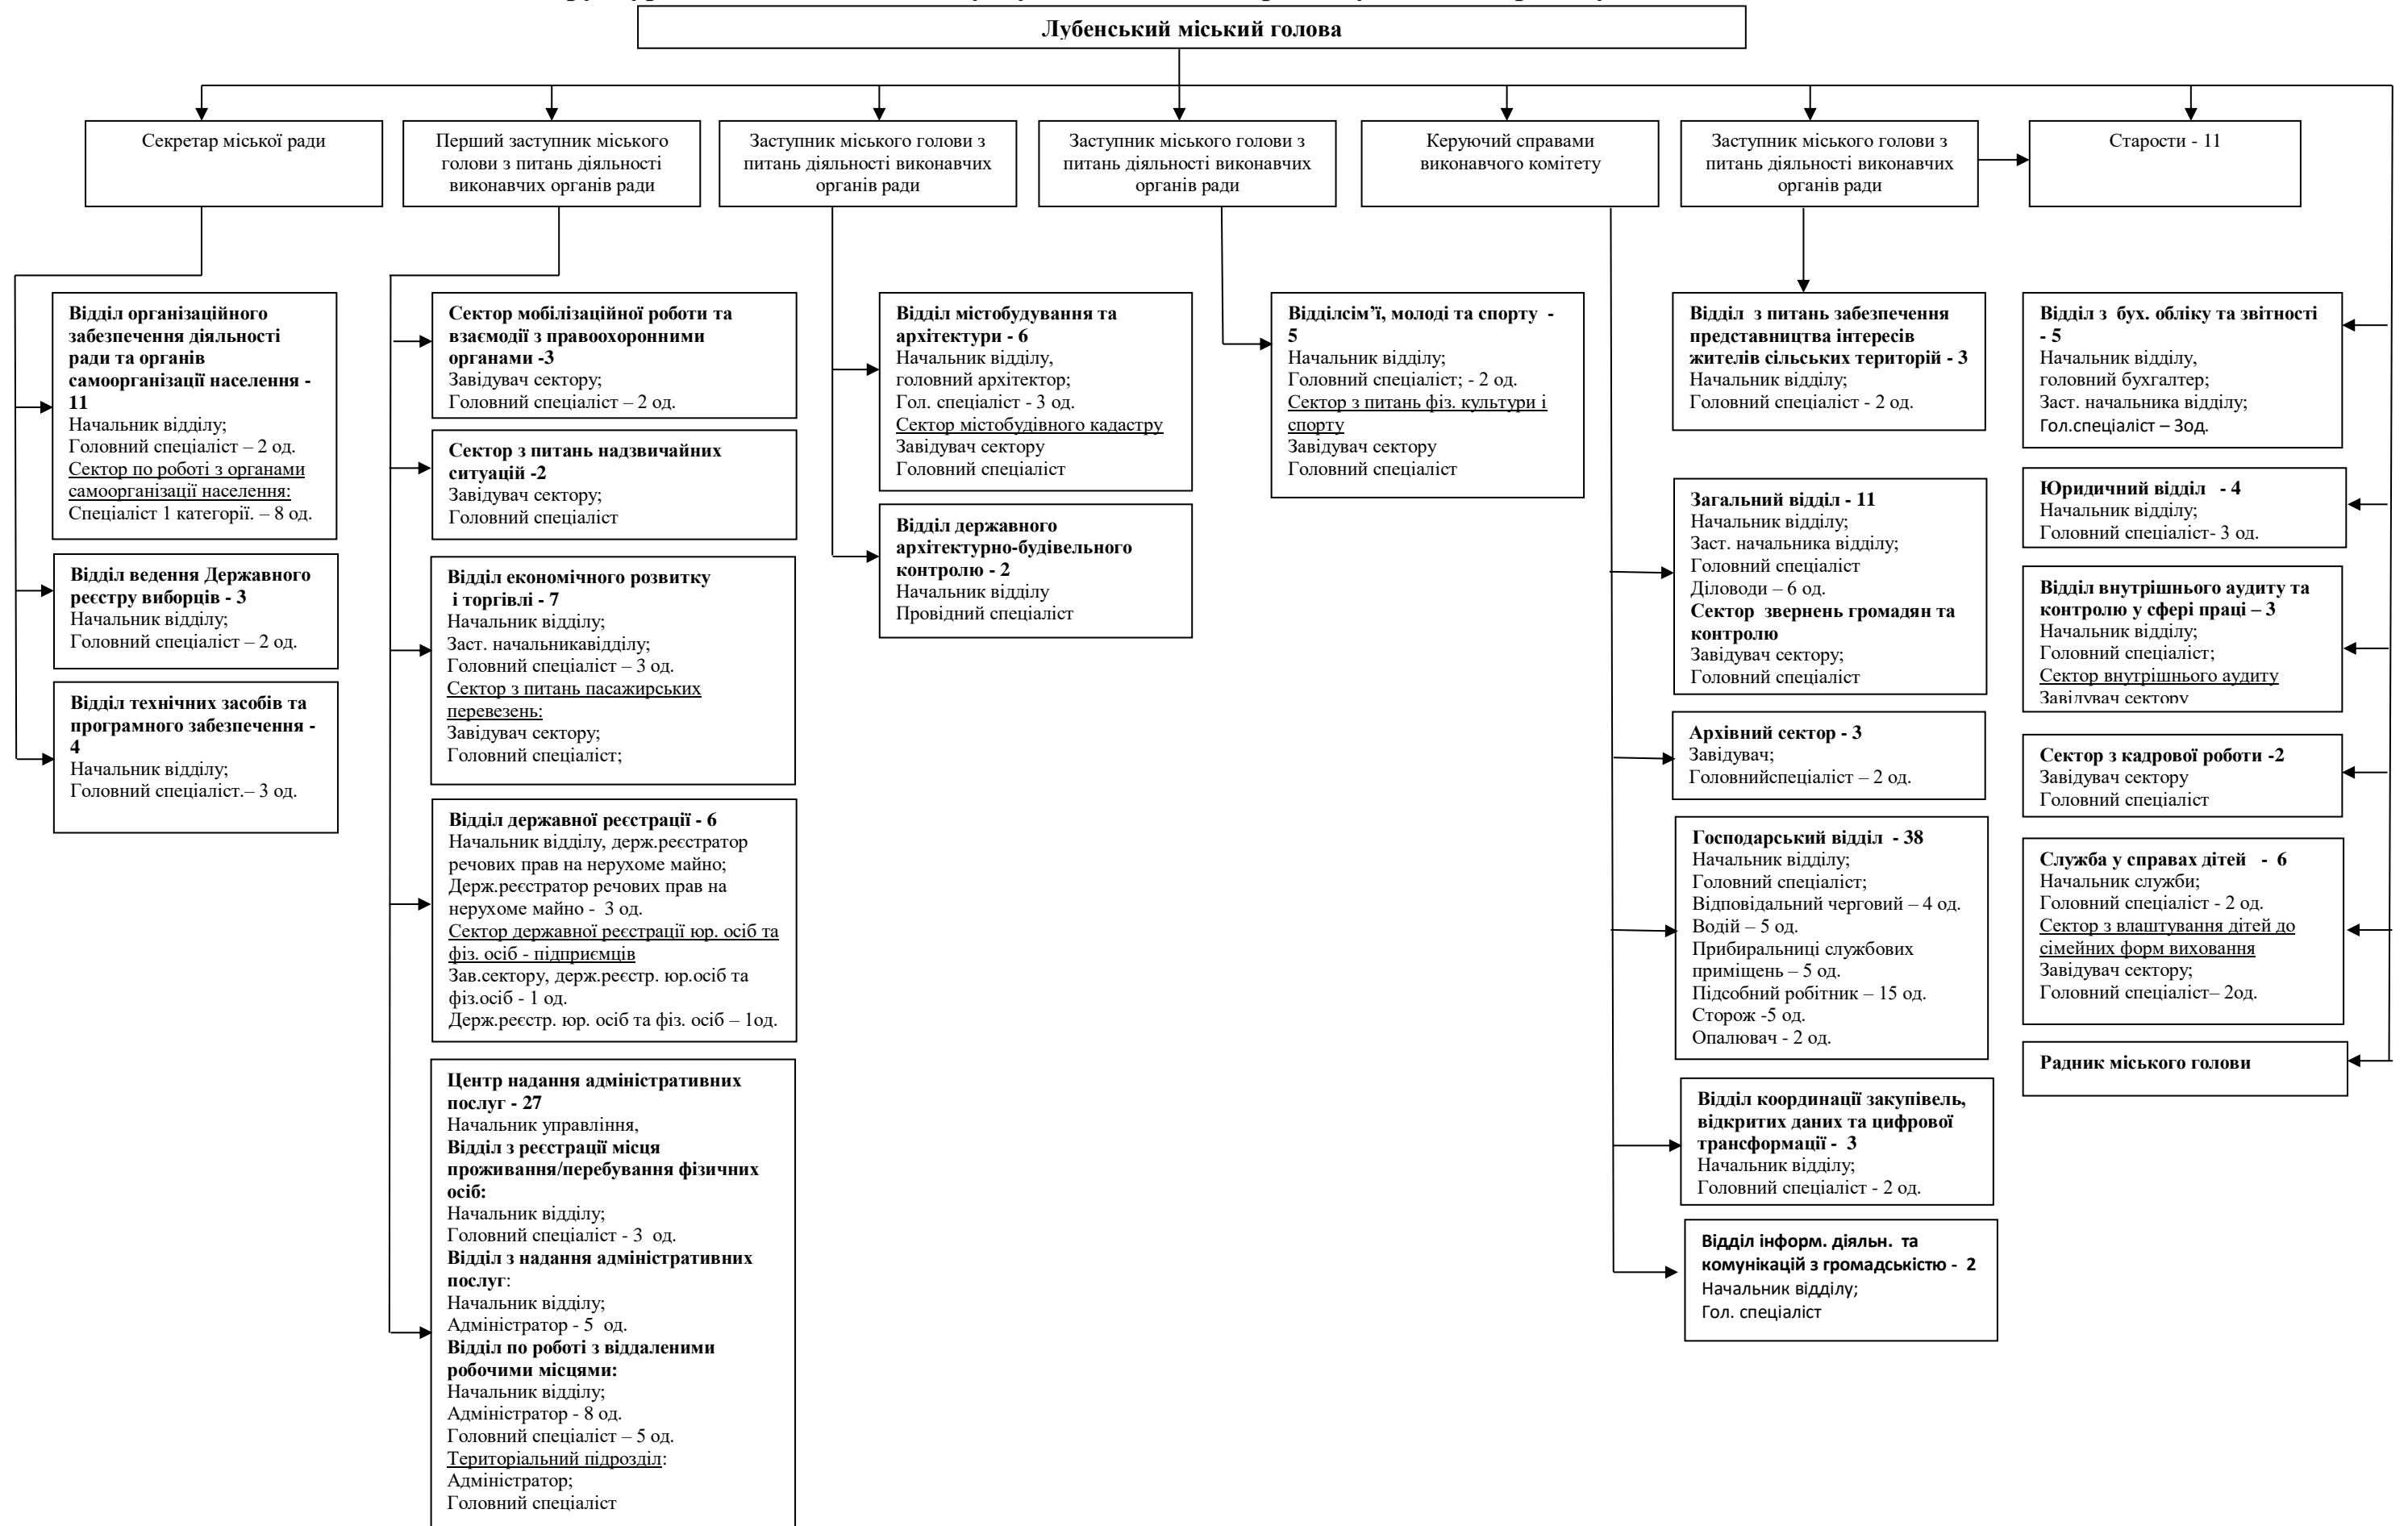 Лубенський міський голова
Секретар міської ради
Перший заступник міського
голови з питань діяльності
виконавчих органів ради
Заступник міського голови з
питань діяльності виконавчих
органів ради
Заступник міського голови з
питань діяльності виконавчих
органів ради
Керуючий справами
виконавчого комітету
Заступник міського голови з
питань діяльності виконавчих
органів ради
Старости - 11
Відділ організаційного
забезпечення діяльності
ради та органів
самоорганізації населення -
11
Начальник відділу;
Головний спеціаліст – 2 од.
Сектор по роботі з органами
самоорганізації населення:
Спеціаліст 1 категорії. – 8 од.
Відділ ведення Державного
реєстру виборців - 3
Начальник відділу;
Головний спеціаліст – 2 од.
Відділ технічних засобів та
програмного забезпечення -
4
Начальник відділу;
Головний спеціаліст.– 3 од.
Сектор мобілізаційної роботи та
взаємодії з правоохоронними
органами -3
Завідувач сектору;
Головний спеціаліст – 2 од.
Сектор з питань надзвичайних
ситуацій -2
Завідувач сектору;
Головний спеціаліст
Відділ економічного розвитку
і торгівлі - 7
Начальник відділу;
Заст. начальникавідділу;
Головний спеціаліст – 3 од.
Сектор з питань пасажирських
перевезень:
Завідувач сектору;
Головний спеціаліст;
Відділ державної реєстрації - 6
Начальник відділу, держ.реєстратор
речових прав на нерухоме майно;
Держ.реєстратор речових прав на
нерухоме майно - 3 од.
Сектор державної реєстрації юр. осіб та
фіз. осіб - підприємців
Зав.сектору, держ.реєстр. юр.осіб та
фіз.осіб - 1 од.
Держ.реєстр. юр. осіб та фіз. осіб – 1од.
Центр надання адміністративних
послуг - 27
Начальник управління,
Відділ з реєстрації місця
проживання/перебування фізичних
осіб:
Начальник відділу;
Головний спеціаліст - 3 од.
Відділ з надання адміністративних
послуг:
Начальник відділу;
Адміністратор - 5 од.
Відділ по роботі з віддаленими
робочими місцями:
Начальник відділу;
Адміністратор - 8 од.
Головний спеціаліст – 5 од.
Територіальний підрозділ:
Адміністратор;
Головний спеціаліст
Відділ містобудування та
архітектури - 6
Начальник відділу,
головний архітектор;
Гол. спеціаліст - 3 од.
Сектор містобудівного кадастру
Завідувач сектору
Головний спеціаліст
Відділ державного
архітектурно-будівельного
контролю - 2
Начальник відділу
Провідний спеціаліст
Відділсім’ї, молоді та спорту -
5
Начальник відділу;
Головний спеціаліст; - 2 од.
Сектор з питань фіз. культури і
спорту
Завідувач сектору
Головний спеціаліст
Відділ з питань забезпечення
представництва інтересів
жителів сільських територій - 3
Начальник відділу;
Головний спеціаліст - 2 од.
Загальний відділ - 11
Начальник відділу;
Заст. начальника відділу;
Головний спеціаліст
Діловоди – 6 од.
Сектор звернень громадян та
контролю
Завідувач сектору;
Головний спеціаліст
Архівний сектор - 3
Завідувач;
Головнийспеціаліст – 2 од.
Господарський відділ - 38
Начальник відділу;
Головний спеціаліст;
Відповідальний черговий – 4 од.
Водій – 5 од.
Прибиральниці службових
приміщень – 5 од.
Підсобний робітник – 15 од.
Сторож -5 од.
Опалювач - 2 од.
Відділ координації закупівель,
відкритих даних та цифрової
трансформації - 3
Начальник відділу;
Головний спеціаліст - 2 од.
Відділ інформ. діяльн. та
комунікацій з громадськістю - 2
Начальник відділу;
Гол. спеціаліст
Відділ з бух. обліку та звітності
- 5
Начальник відділу,
головний бухгалтер;
Заст. начальника відділу;
Гол.спеціаліст – 3од.
Юридичний відділ - 4
Начальник відділу;
Головний спеціаліст- 3 од.
Відділ внутрішнього аудиту та
контролю у сфері праці – 3
Начальник відділу;
Головний спеціаліст;
Сектор внутрішнього аудиту
Завідувач сектору
Сектор з кадрової роботи -2
Завідувач сектору
Головний спеціаліст
Служба у справах дітей - 6
Начальник служби;
Головний спеціаліст - 2 од.
Сектор з влаштування дітей до
сімейних форм виховання
Завідувач сектору;
Головний спеціаліст– 2од.
Радник міського голови